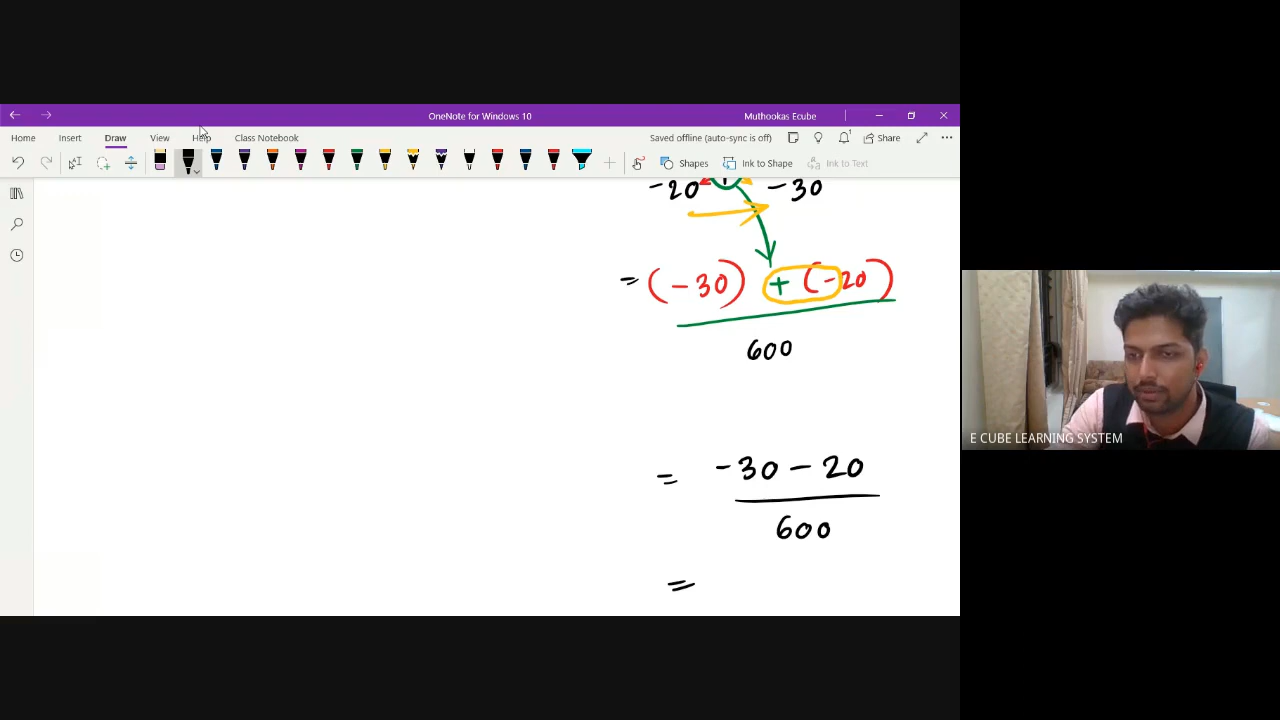 OneNote for Windows 10
Muthookas Ecube
Home Insert Draw View Help Class Notebook
Saved offline (auto-sync is off)
Share
Shapes Ink to Shape Ink to Text
-20 -30
= (-30) + (-20)
600
= -30 - 20
600
=
E CUBE LEARNING SYSTEM